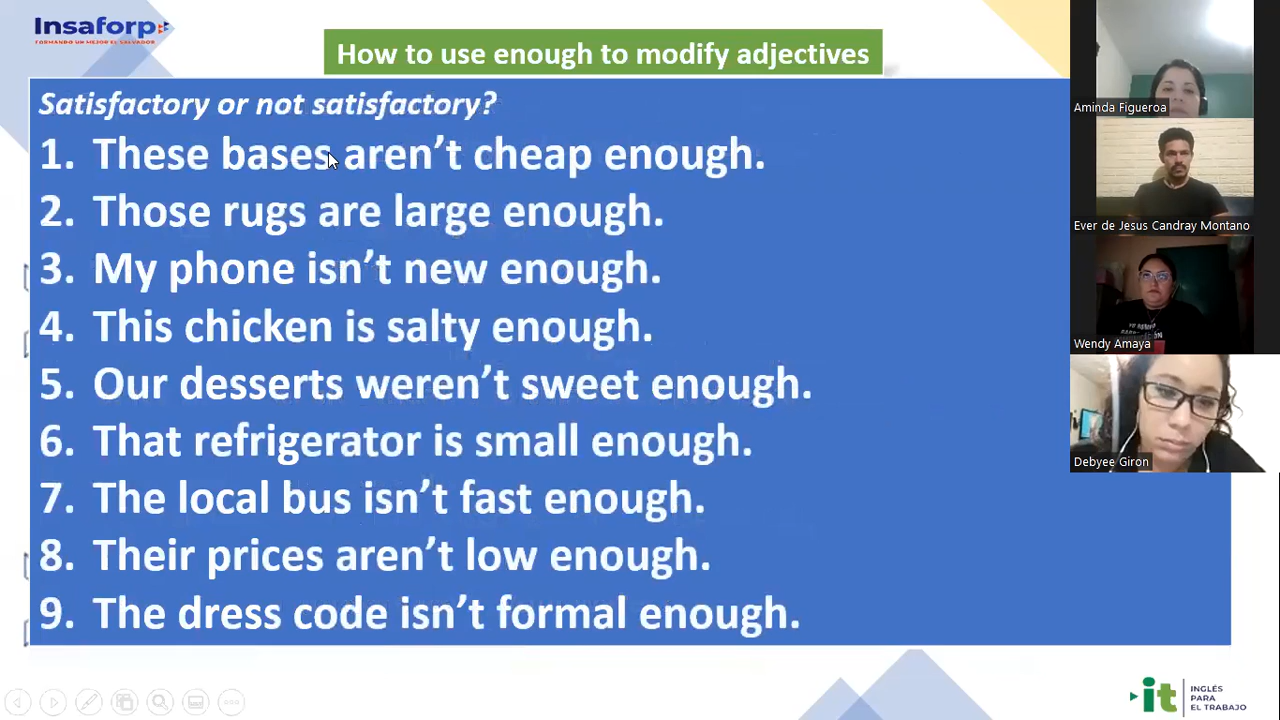 Insaforp
FORMANDO UN MEJOR EL SALVADOR
How to use enough to modify adjectives
Satisfactory or not satisfactory?
1. These bases aren’t cheap enough.
2. Those rugs are large enough.
3. My phone isn’t new enough.
4. This chicken is salty enough.
5. Our desserts weren’t sweet enough.
6. That refrigerator is small enough.
7. The local bus isn’t fast enough.
8. Their prices aren’t low enough.
9. The dress code isn’t formal enough.
Aminda Figueroa
Ever de Jesus Candray Montano
Wendy Amaya
Debyee Giron
it
INGLÉS
PARA
EL TRABAJO